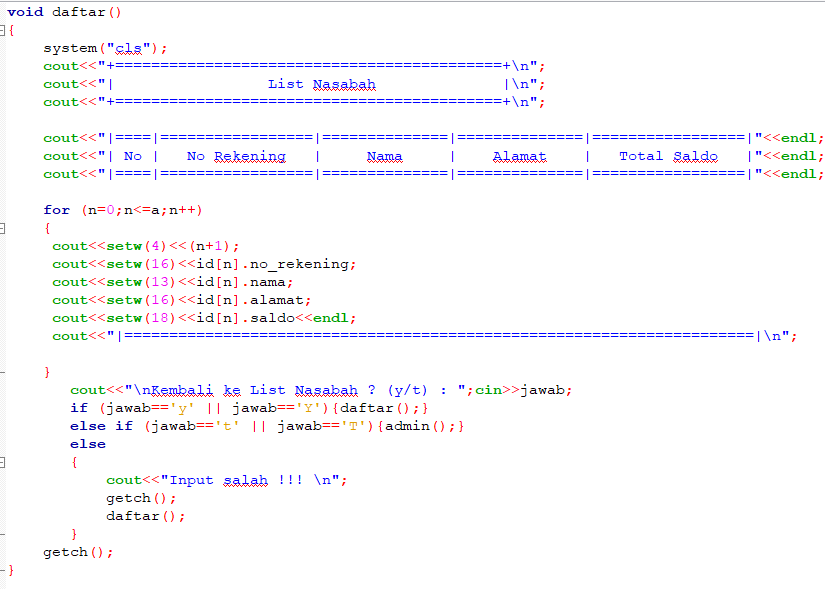 void daftar()
{
    system("cls");
    cout<<"+===========================================+\n";
    cout<<"|                 List Nasabah              |\n";
    cout<<"+===========================================+\n";
    cout<<"|====|=================|==============|==============|=================|"<<endl;
    cout<<"| No |   No Rekening   |     Nama     |    Alamat    |   Total Saldo   |"<<endl;
    cout<<"|====|=================|==============|==============|=================|"<<endl;
    for (n=0;n<=a;n++)
    {
     cout<<setw(4)<<(n+1);
     cout<<setw(16)<<id[n].no_rekening;
     cout<<setw(13)<<id[n].nama;
     cout<<setw(16)<<id[n].alamat;
     cout<<setw(18)<<id[n].saldo<<endl;
     cout<<"|======================================================================|\n";
    }
       cout<<"\nKembali ke List Nasabah ? (y/t) : ";cin>>jawab;
       if (jawab=='y' || jawab=='Y'){daftar();}
       else if (jawab=='t' || jawab=='T'){admin();}
       else
       {
           cout<<"Input salah !!! \n";
           getch();
           daftar();
       }
    getch();
}